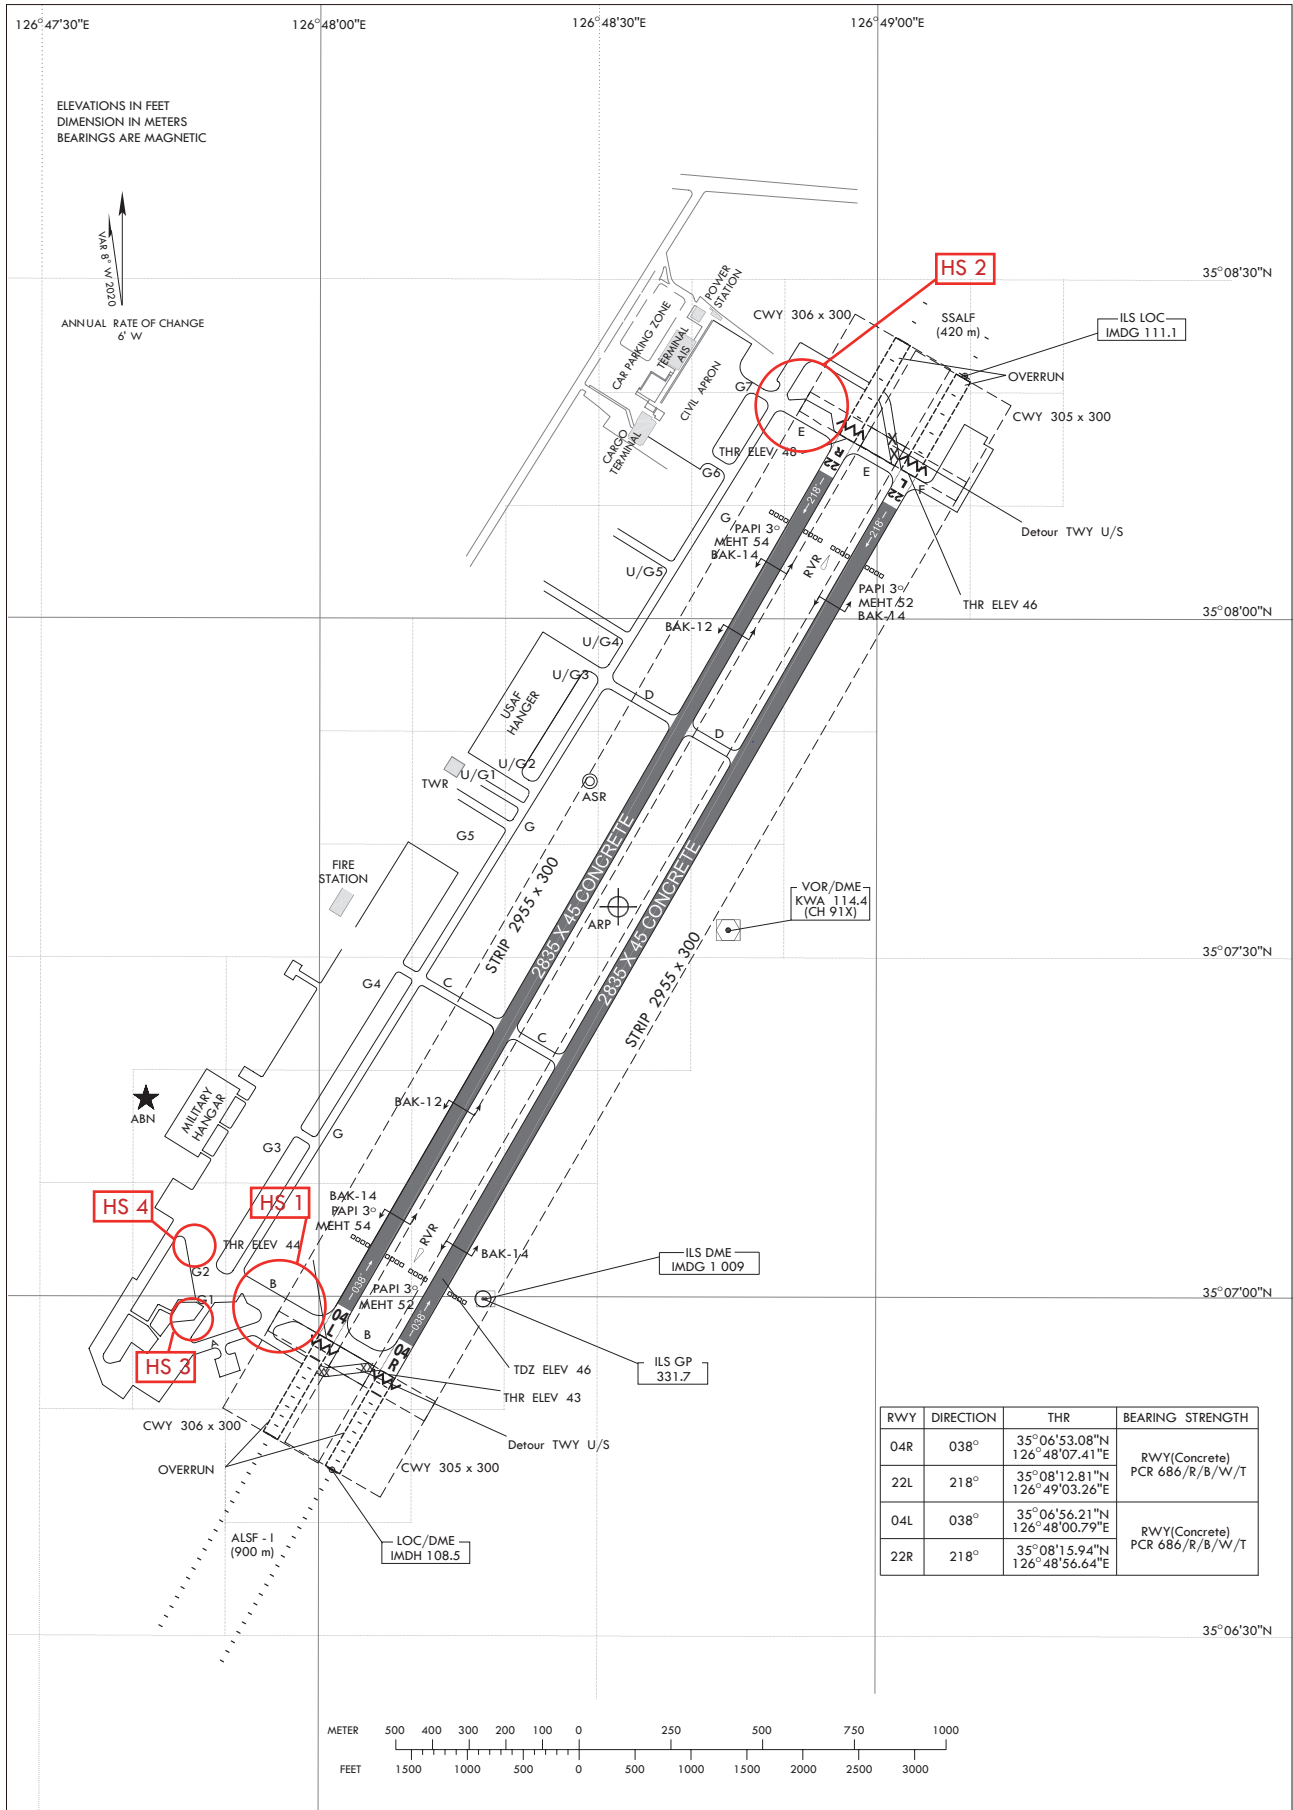 126°47'30"E
126°48'00"E
126°48'30"E
126°49'00"E
ELEVATIONS IN FEET
DIMENSION IN METERS
BEARINGS ARE MAGNETIC
VAR 8° W 2020
ANNUAL RATE OF CHANGE
6' W
HS 2
35°08'30"N
POWER
STATION
CWY 306 x 300
SSALF
(420 m)
ILS LOC
IMDG 111.1
CAR PARKING ZONE
TERMINAL
AIS
OVERRUN
CIVIL APRON
G7
CWY 305 x 300
CARGO
TERMINAL
E
THR ELEV 48
22
R
G6
E
22
L
F
218°
G
PAPI 3°
MEHT 54
BAK-14
218°
Detour TWY U/S
RVR
U/G5
PAPI 3°
MEHT 52
BAK-14
THR ELEV 46
35°08'00"N
BAK-12
U/G4
U/G3
USAF
HANGER
D
D
U/G2
U/G1
TWR
ASR
G
G5
2835 X 45 CONCRETE
2835 X 45 CONCRETE
FIRE
STATION
STRIP 2955 x 300
VOR/DME
KWA 114.4
(CH 91X)
ARP
STRIP 2955 x 300
35°07'30"N
G4
C
C
ABN
MILITARY
HANGAR
BAK-12
G
G3
HS 4
HS 1
BAK-14
PAPI 3°
MEHT 54
RVR
THR ELEV 44
BAK-14
ILS DME
IMDG 1 009
G2
B
038°
PAPI 3°
MEHT 52
G1
35°07'00"N
04
L
038°
B
A
04
R
HS 3
ILS GP
331.7
TDZ ELEV 46
THR ELEV 43
CWY 306 x 300
Detour TWY U/S
OVERRUN
CWY 305 x 300
ALSF - I
(900 m)
LOC/DME
IMDH 108.5
RWY DIRECTION THR BEARING STRENGTH
04R 038° 35°06'53.08"N
126°48'07.41"E
RWY(Concrete)
PCR 686/R/B/W/T
22L 218° 35°08'12.81"N
126°49'03.26"E
04L 038° 35°06'56.21"N
126°48'00.79"E
RWY(Concrete)
PCR 686/R/B/W/T
22R 218° 35°08'15.94"N
126°48'56.64"E
35°06'30"N
METER 500 400 300 200 100 0 250 500 750 1000
FEET 1500 1000 500 0 500 1000 1500 2000 2500 3000